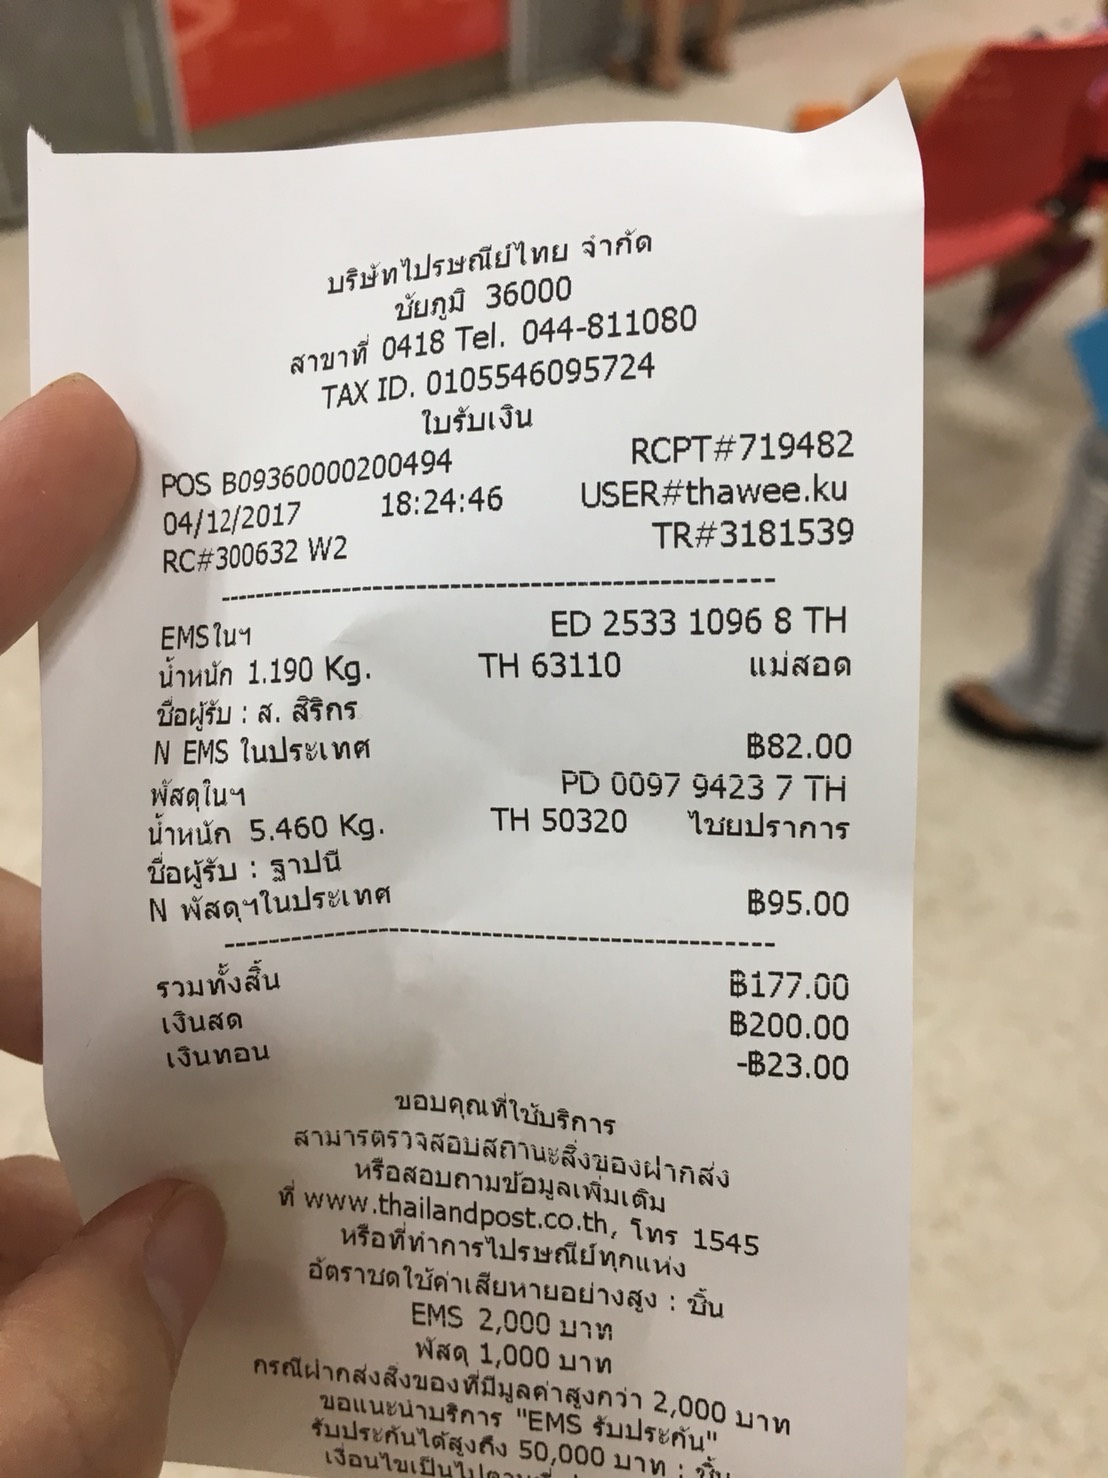 บริษัทไปรษณีย์ไทย จำกัด
ชัยภูมิ 36000
สาขาที่ 0418 Tel. 044-811080
TAX ID. 0105546095724
ใบรับเงิน
POS B09360000200494 RCPT#719482
04/12/2017 18:24:46 USER#thawee.ku
RC#300632 W2 TR#3181539
EMSในฯ ED 2533 1096 8 TH
น้ำหนัก 1.190 Kg. TH 63110 แม่สอด
ชื่อผู้รับ : ส. สิริกร
N EMS ในประเทศ ฿82.00
พัสดุในฯ PD 0097 9423 7 TH
น้ำหนัก 5.460 Kg. TH 50320 ไชยปราการ
ชื่อผู้รับ : ฐาปนี
N พัสดุฯในประเทศ ฿95.00
รวมทั้งสิ้น ฿177.00
เงินสด ฿200.00
เงินทอน -฿23.00
ขอบคุณที่ใช้บริการ
สามารตรวจสอบสถานะสิ่งของฝากส่ง
หรือสอบถามข้อมูลเพิ่มเติม
ที่ www.thailandpost.co.th, โทร 1545
หรือที่ทำการไปรษณีย์ทุกแห่ง
อัตราชดใช้ค่าเสียหายอย่างสูง : ชิ้น
EMS 2,000 บาท
พัสดุ 1,000 บาท
กรณีฝากส่งสิ่งของที่มีมูลค่าสูงกว่า 2,000 บาท
ขอแนะนำบริการ "EMS รับประกัน"
รับประกันได้สูงถึง 50,000 บาท : ชิ้น
เงื่อนไขเป็นไปตามที่